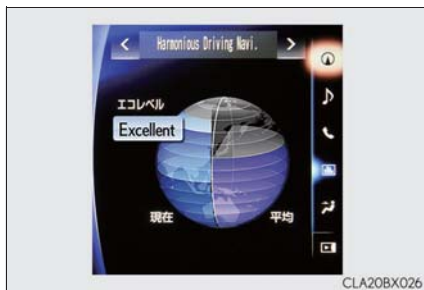 Harmonious Driving Navi.
エコレベル
Excellent
現在
平均
CLA20BX026